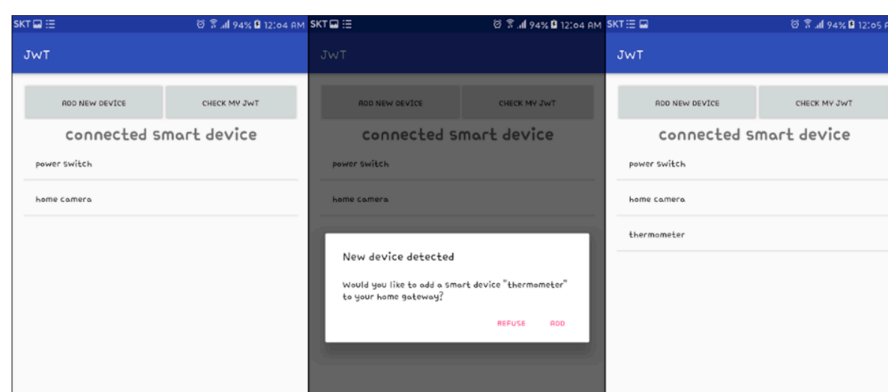 SKT 94% 12:04 AM
JWT
ADD NEW DEVICE CHECK MY JWT
connected smart device
power switch
home camera
SKT 94% 12:04 AM
JWT
ADD NEW DEVICE CHECK MY JWT
connected smart device
power switch
home camera
New device detected
Would you like to add a smart device "thermometer"
to your home gateway?
REFUSE ADD
SKT 94% 12:05
JWT
ADD NEW DEVICE CHECK MY JWT
connected smart device
power switch
home camera
thermometer